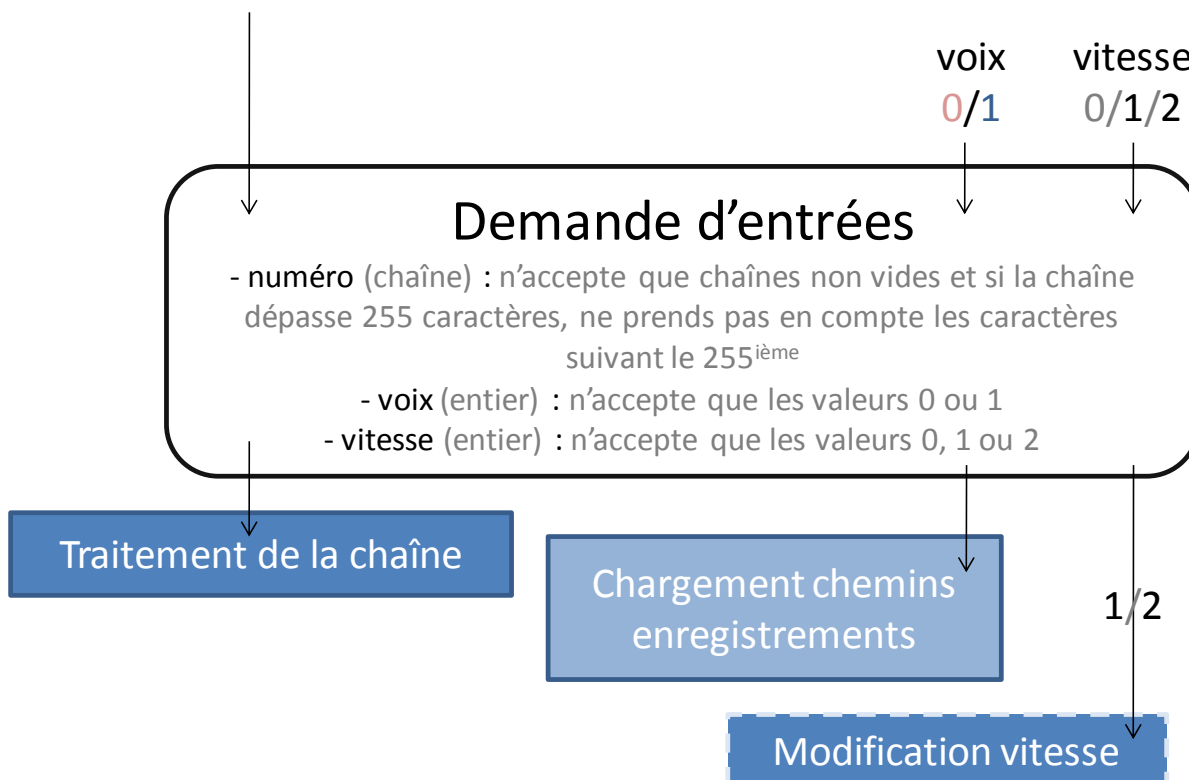 voix vitesse
0/1 0/1/2
Demande d'entrées
- numéro (chaîne) : n'accepte que chaînes non vides et si la chaîne
dépasse 255 caractères, ne prends pas en compte les caractères
suivant le 255ième
- voix (entier) : n'accepte que les valeurs 0 ou 1
- vitesse (entier) : n'accepte que les valeurs 0, 1 ou 2
Traitement de la chaîne
Chargement chemins
enregistrements
1/2
Modification vitesse